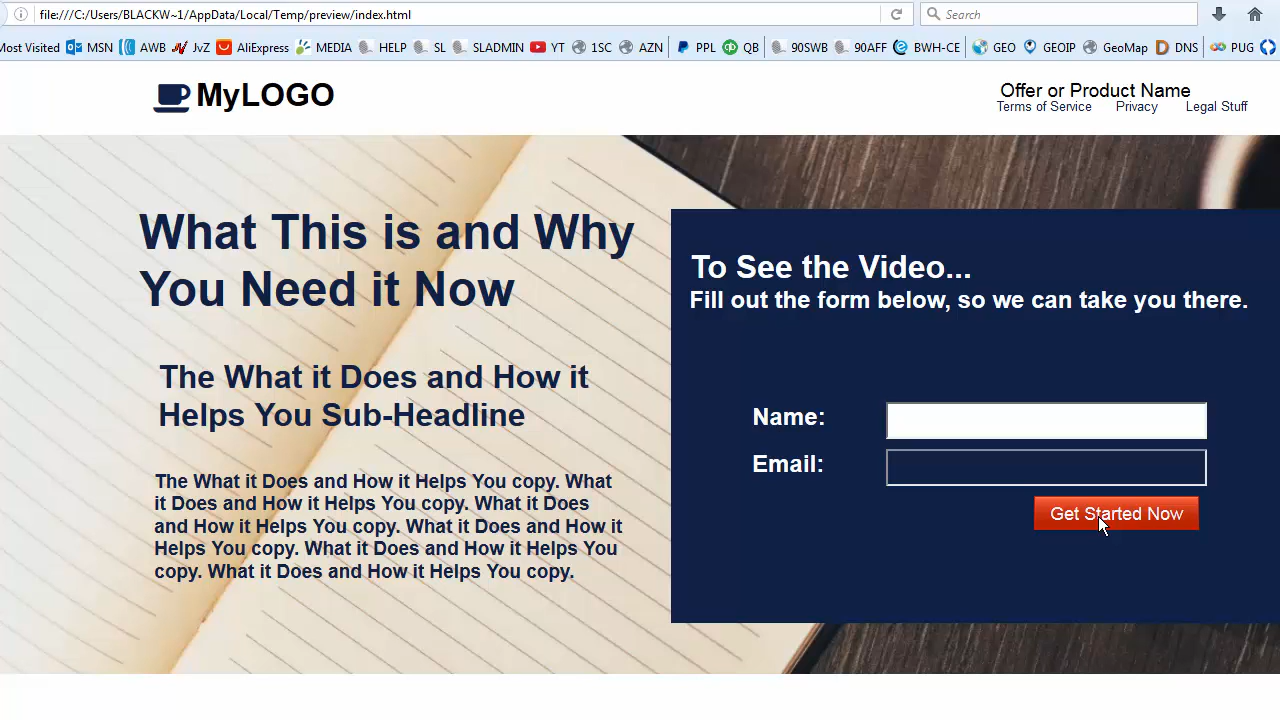 file:///C:/Users/BLACKW~1/AppData/Local/Temp/preview/index.html
Search
Most Visited MSN AWB JvZ AliExpress MEDIA HELP SL SLADMIN YT 1SC AZN PPL QB 90SWB 90AFF BWH-CE GEO GEOIP GeoMap DNS PUG
MyLOGO
Offer or Product Name
Terms of Service Privacy Legal Stuff
What This is and Why
You Need it Now
The What it Does and How it
Helps You Sub-Headline
The What it Does and How it Helps You copy. What
it Does and How it Helps You copy. What it Does
and How it Helps You copy. What it Does and How it
Helps You copy. What it Does and How it Helps You
copy. What it Does and How it Helps You copy.
To See the Video...
Fill out the form below, so we can take you there.
Name:
Email:
Get Started Now